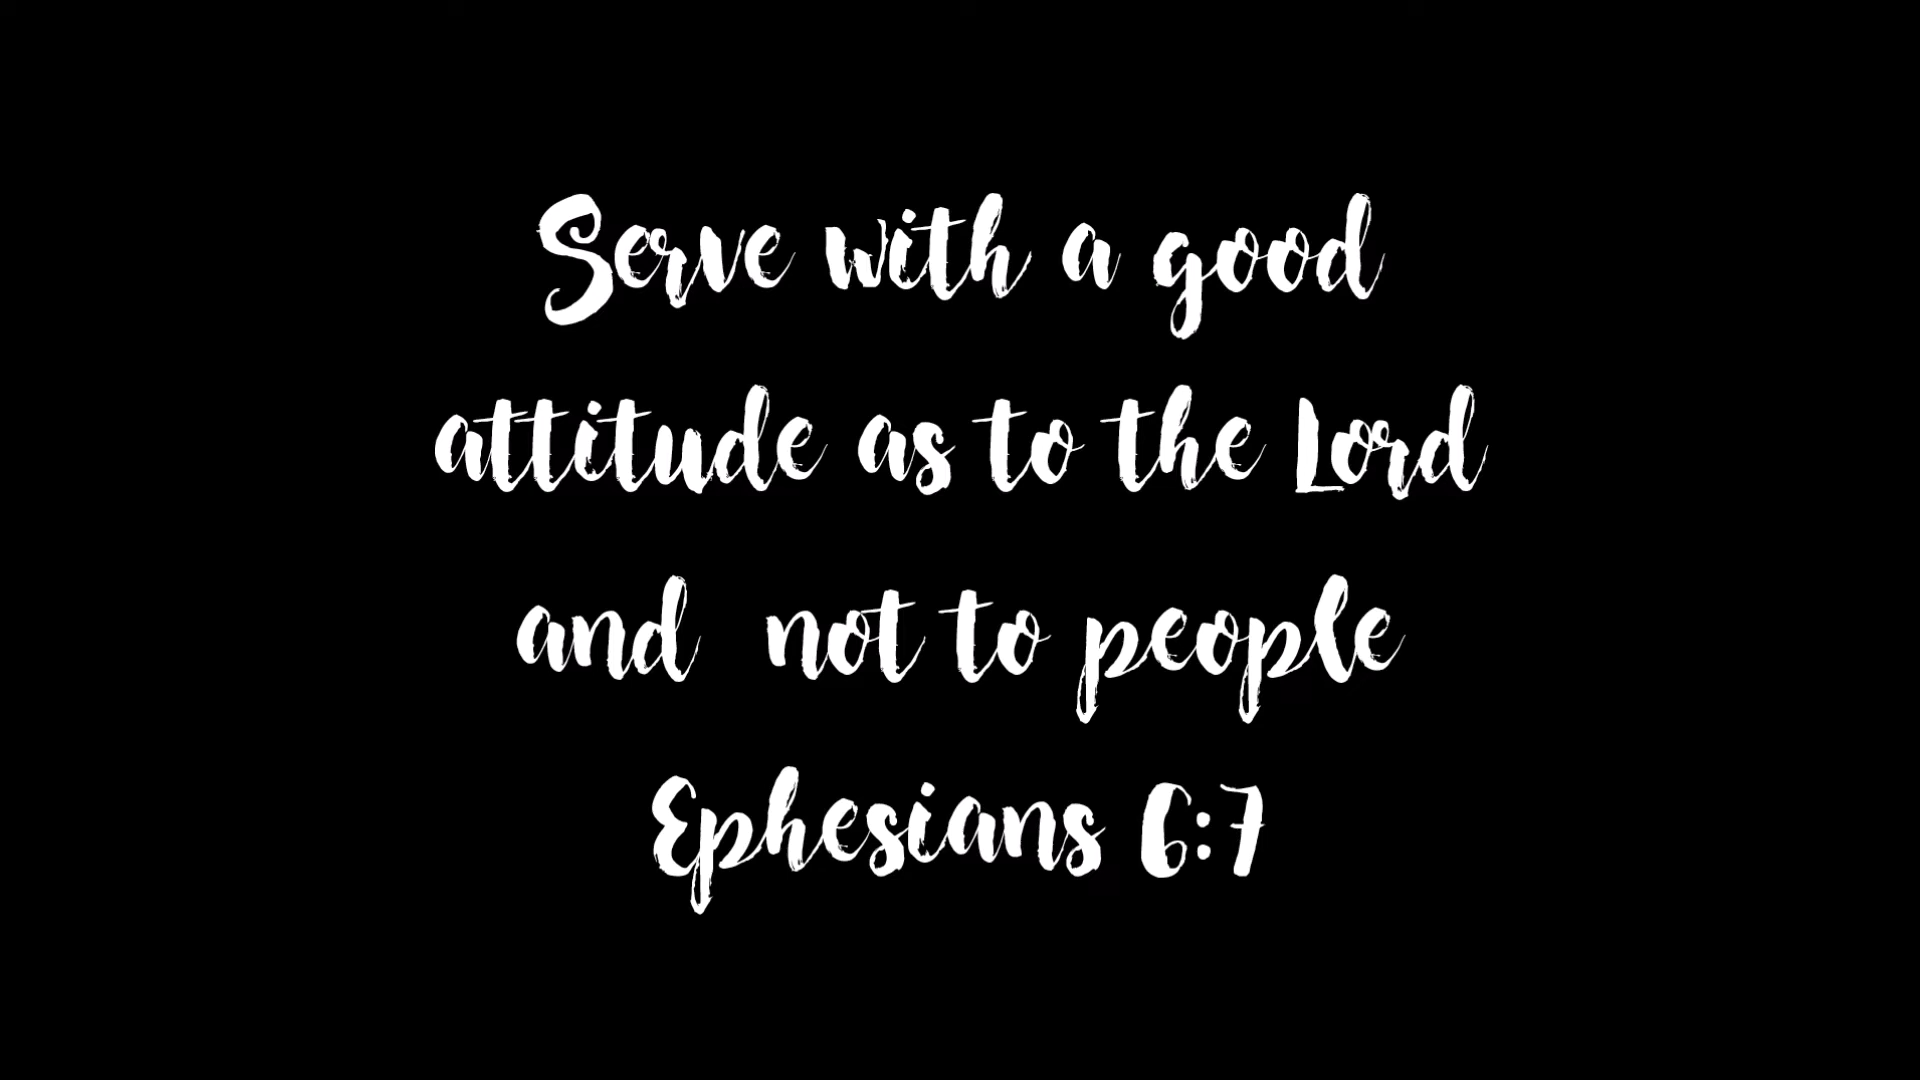 Serve with a good
attitude as to the Lord
and  not to people
Ephesians 6:7